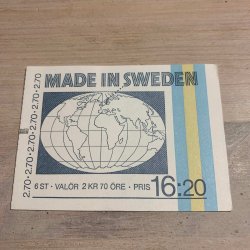 MADE IN SWEDEN
2.70 · 2.70 · 2.70 · 2.70 · 2.70 · 2.70
6 ST · VALÖR 2 KR 70 ÖRE · PRIS 16:20